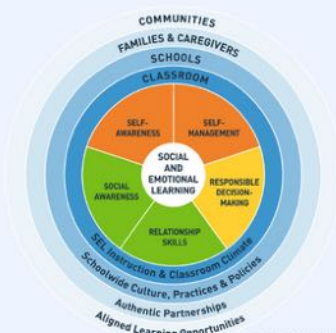 COMMUNITIES
FAMILIES & CAREGIVERS
SCHOOLS
CLASSROOM
SELF-
AWARENESS
SELF-
MANAGEMENT
SOCIAL
AND
EMOTIONAL
LEARNING
SOCIAL
AWARENESS
RESPONSIBLE
DECISION-
MAKING
RELATIONSHIP
SKILLS
SEL Instruction & Classroom Climate
Schoolwide Culture, Practices & Policies
Authentic Partnerships
Aligned Learning Opportunities